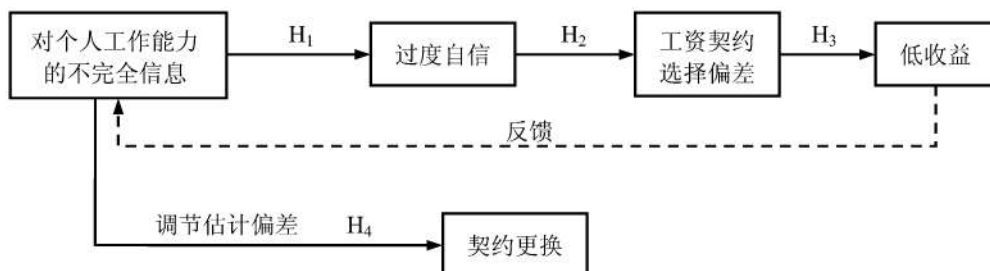 对个人工作能力
的不完全信息
H₁
过度自信
H₂
工资契约
选择偏差
H₃
低收益
反馈
调节估计偏差
H₄
契约更换